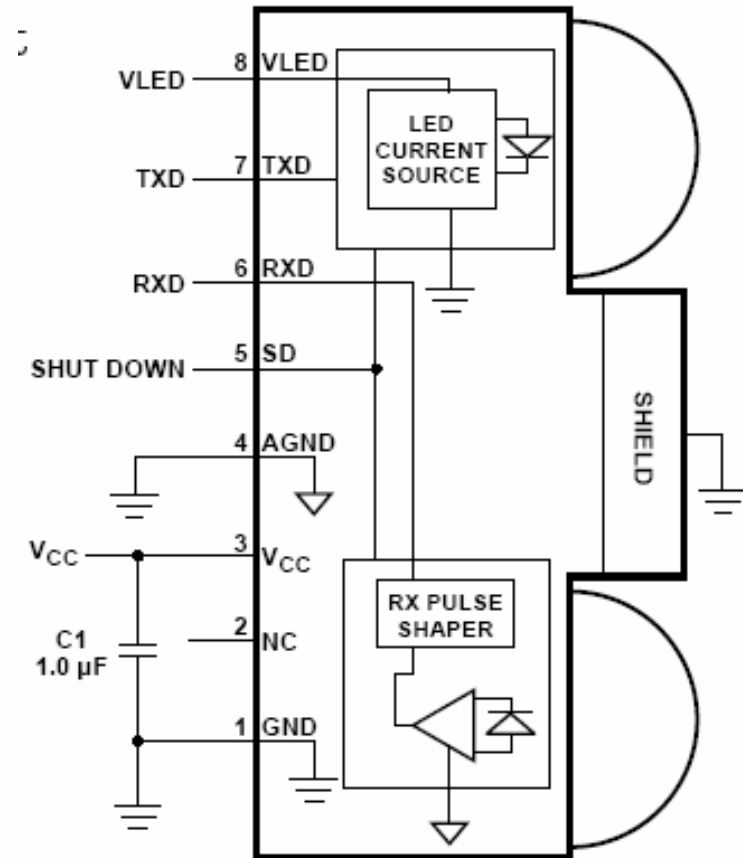 VLED
8 VLED
LED
CURRENT
SOURCE
TXD
7 TXD
RXD
6 RXD
SHUT DOWN
5 SD
4 AGND
SHIELD
VCC
3 VCC
RX PULSE
SHAPER
C1
1.0 µF
2 NC
1 GND